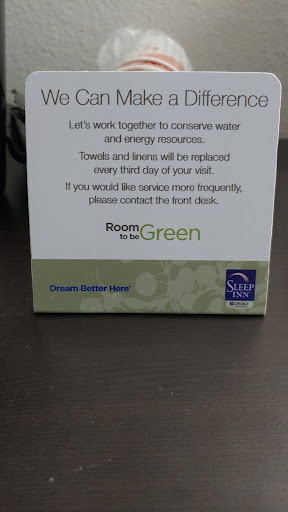 We Can Make a Difference
Let's work together to conserve water
and energy resources.
Towels and linens will be replaced
every third day of your visit.
If you would like service more frequently,
please contact the front desk.
Room
to be Green
Dream Better Here
SLEEP
INN
CHOICE